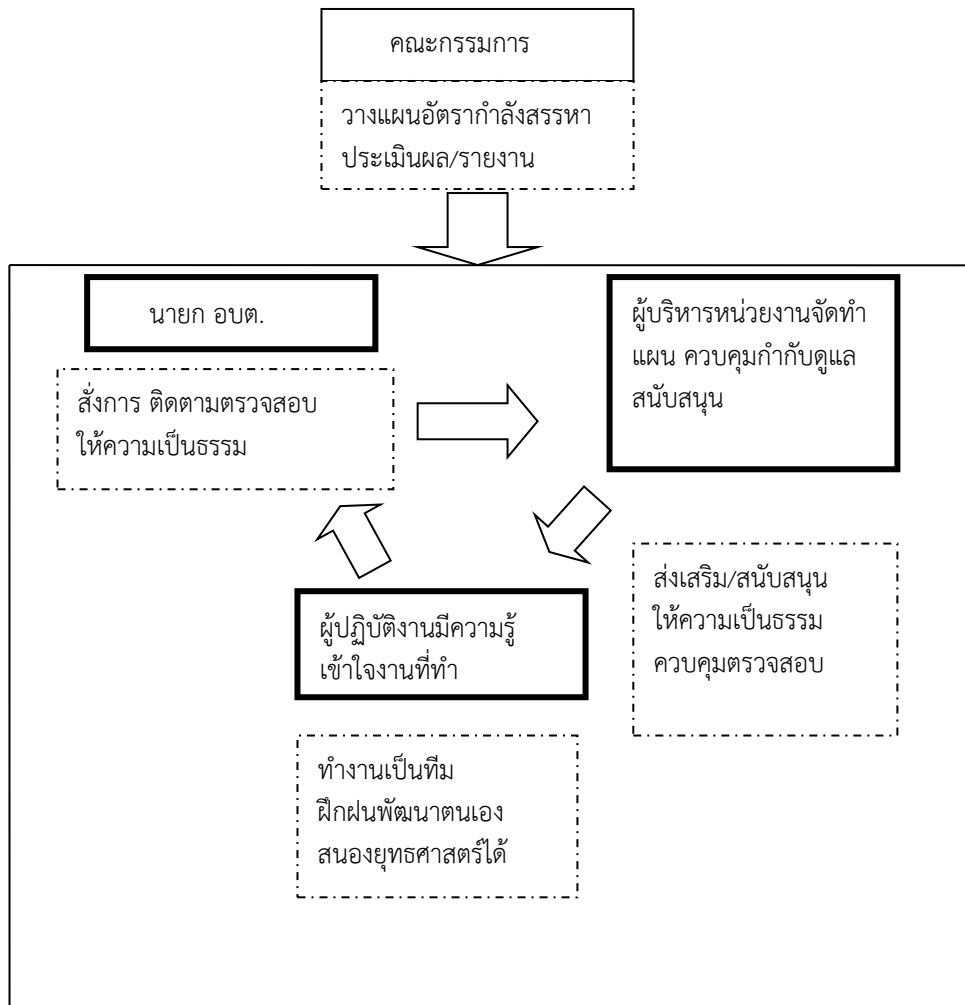 คณะกรรมการ
วางแผนอัตรากำลังสรรหา
ประเมินผล/รายงาน
นายก อบต.
สั่งการ ติดตามตรวจสอบ
ให้ความเป็นธรรม
ผู้บริหารหน่วยงานจัดทำ
แผน ควบคุมกำกับดูแล
สนับสนุน
ส่งเสริม/สนับสนุน
ให้ความเป็นธรรม
ควบคุมตรวจสอบ
ผู้ปฏิบัติงานมีความรู้
เข้าใจงานที่ทำ
ทำงานเป็นทีม
ฝึกฝนพัฒนาตนเอง
สนองยุทธศาสตร์ได้